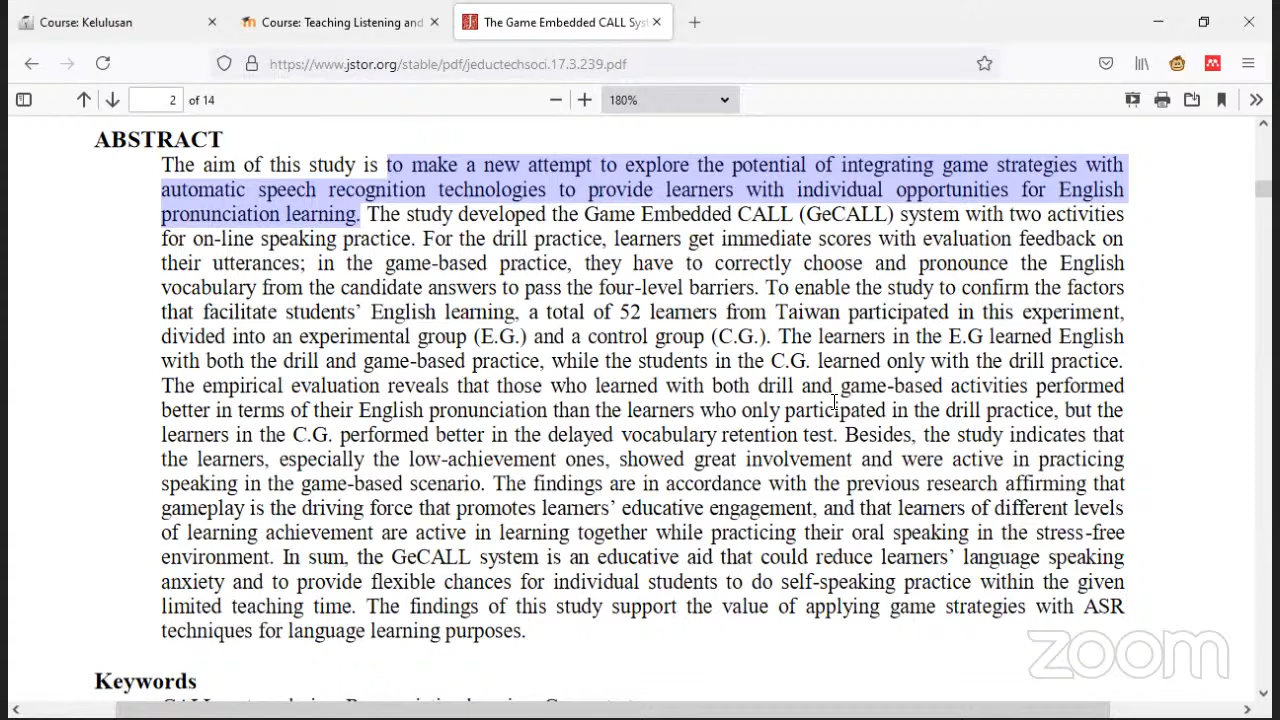 Course: Kelulusan
Course: Teaching Listening and
The Game Embedded CALL Sys
https://www.jstor.org/stable/pdf/jeductechsoci.17.3.239.pdf
2 of 14
180%
ABSTRACT
The aim of this study is to make a new attempt to explore the potential of integrating game strategies with
automatic speech recognition technologies to provide learners with individual opportunities for English
pronunciation learning. The study developed the Game Embedded CALL (GeCALL) system with two activities
for on-line speaking practice. For the drill practice, learners get immediate scores with evaluation feedback on
their utterances; in the game-based practice, they have to correctly choose and pronounce the English
vocabulary from the candidate answers to pass the four-level barriers. To enable the study to confirm the factors
that facilitate students’ English learning, a total of 52 learners from Taiwan participated in this experiment,
divided into an experimental group (E.G.) and a control group (C.G.). The learners in the E.G learned English
with both the drill and game-based practice, while the students in the C.G. learned only with the drill practice.
The empirical evaluation reveals that those who learned with both drill and game-based activities performed
better in terms of their English pronunciation than the learners who only participated in the drill practice, but the
learners in the C.G. performed better in the delayed vocabulary retention test. Besides, the study indicates that
the learners, especially the low-achievement ones, showed great involvement and were active in practicing
speaking in the game-based scenario. The findings are in accordance with the previous research affirming that
gameplay is the driving force that promotes learners’ educative engagement, and that learners of different levels
of learning achievement are active in learning together while practicing their oral speaking in the stress-free
environment. In sum, the GeCALL system is an educative aid that could reduce learners’ language speaking
anxiety and to provide flexible chances for individual students to do self-speaking practice within the given
limited teaching time. The findings of this study support the value of applying game strategies with ASR
techniques for language learning purposes.
zoom
Keywords